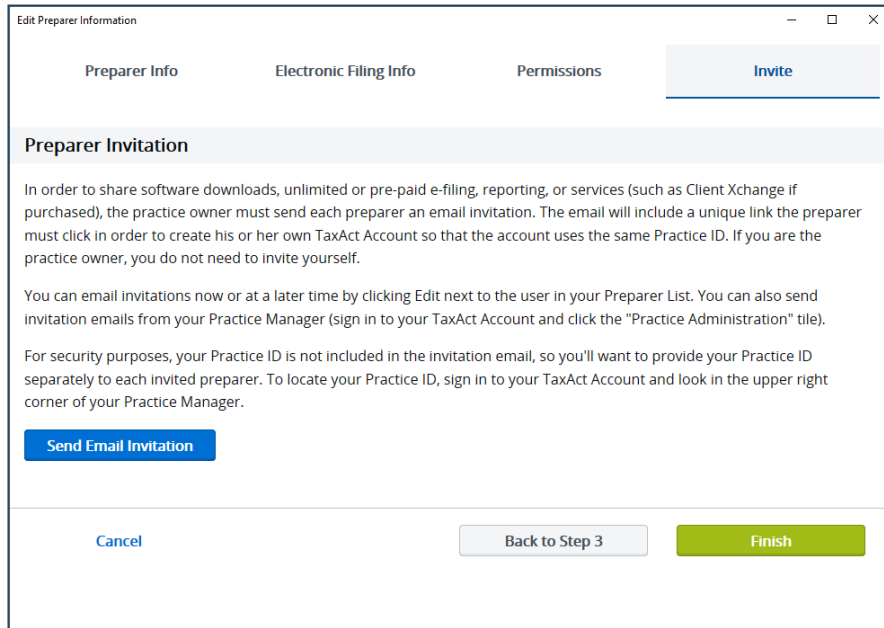 Edit Preparer Information
Preparer Info
Electronic Filing Info
Permissions
Invite
Preparer Invitation
In order to share software downloads, unlimited or pre-paid e-filing, reporting, or services (such as Client Xchange if
purchased), the practice owner must send each preparer an email invitation. The email will include a unique link the preparer
must click in order to create his or her own TaxAct Account so that the account uses the same Practice ID. If you are the
practice owner, you do not need to invite yourself.
You can email invitations now or at a later time by clicking Edit next to the user in your Preparer List. You can also send
invitation emails from your Practice Manager (sign in to your TaxAct Account and click the "Practice Administration" tile).
For security purposes, your Practice ID is not included in the invitation email, so you'll want to provide your Practice ID
separately to each invited preparer. To locate your Practice ID, sign in to your TaxAct Account and look in the upper right
corner of your Practice Manager.
Send Email Invitation
Cancel
Back to Step 3
Finish